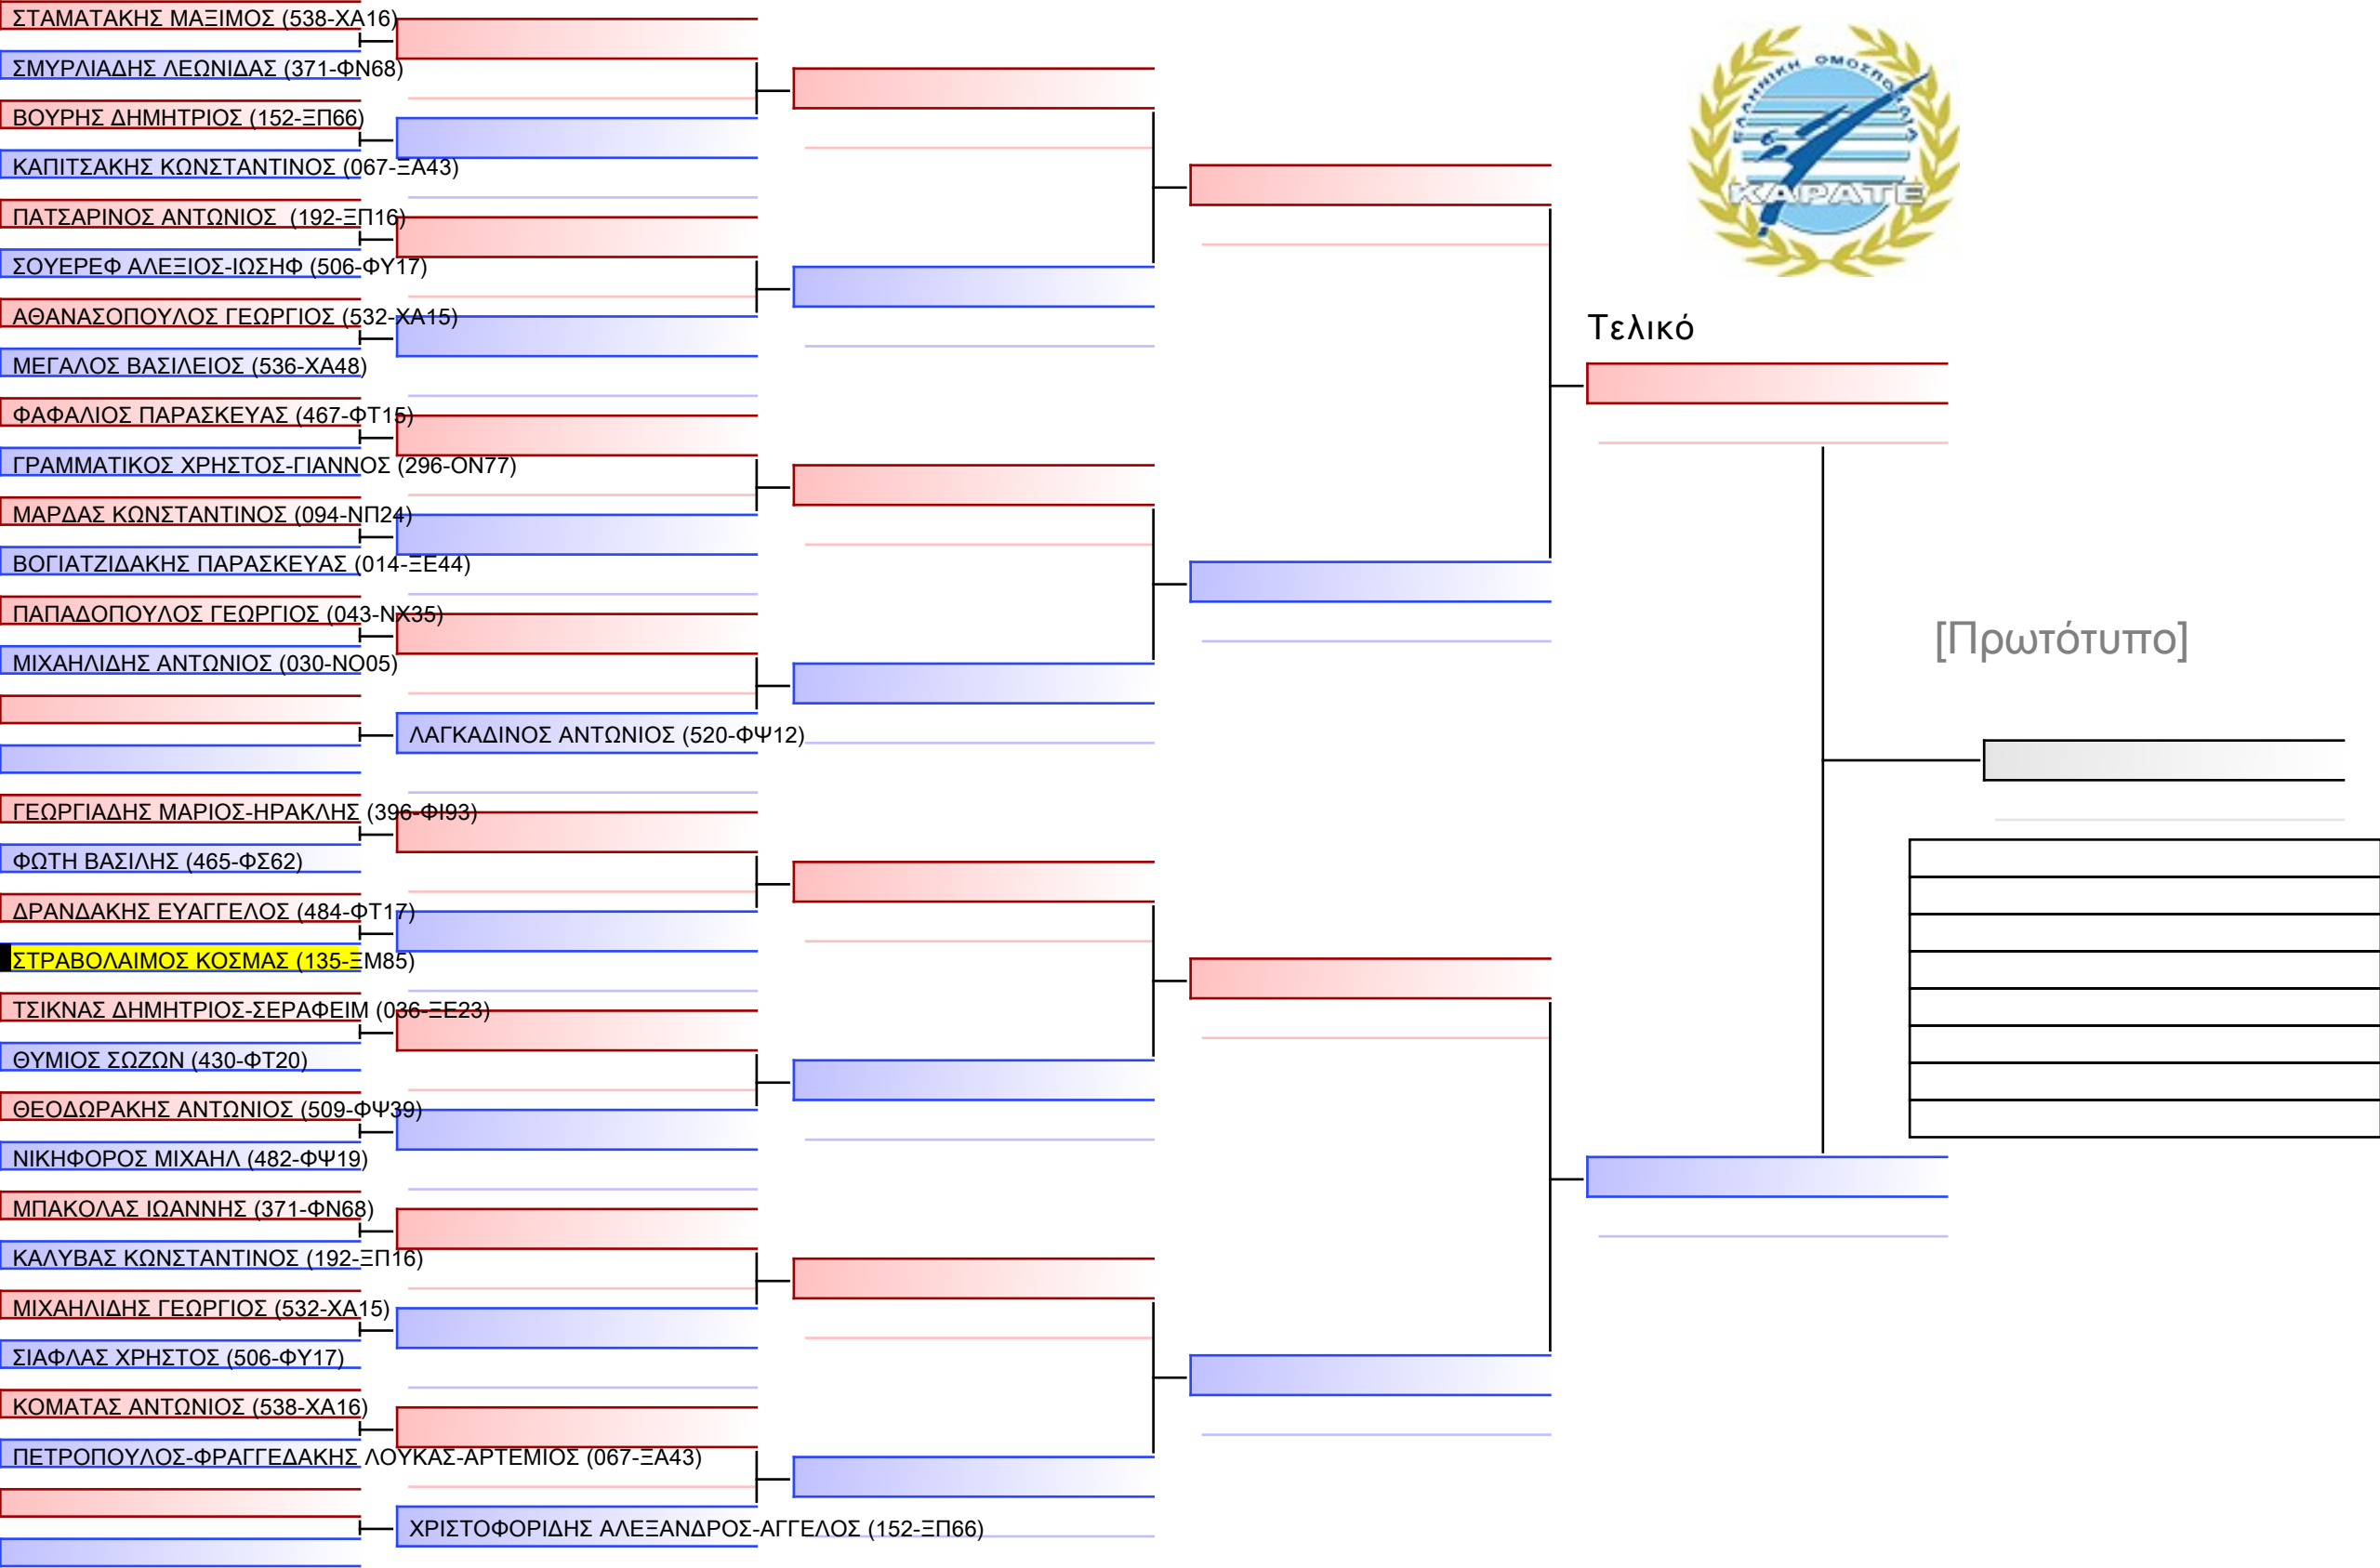 ΣΤΑΜΑΤΑΚΗΣ ΜΑΞΙΜΟΣ (538-ΧΑ16)
ΣΜΥΡΛΙΑΔΗΣ ΛΕΩΝΙΔΑΣ (371-ΦΝ68)
ΒΟΥΡΗΣ ΔΗΜΗΤΡΙΟΣ (152-ΞΠ66)
ΚΑΠΙΤΣΑΚΗΣ ΚΩΝΣΤΑΝΤΙΝΟΣ (067-ΞΑ43)
ΠΑΤΣΑΡΙΝΟΣ ΑΝΤΩΝΙΟΣ (192-ΞΠ16)
ΣΟΥΕΡΕΦ ΑΛΕΞΙΟΣ-ΙΩΣΗΦ (506-ΦΥ17)
ΑΘΑΝΑΣΟΠΟΥΛΟΣ ΓΕΩΡΓΙΟΣ (532-ΧΑ15)
ΜΕΓΑΛΟΣ ΒΑΣΙΛΕΙΟΣ (536-ΧΑ48)
ΦΑΦΑΛΙΟΣ ΠΑΡΑΣΚΕΥΑΣ (467-ΦΤ15)
ΓΡΑΜΜΑΤΙΚΟΣ ΧΡΗΣΤΟΣ-ΓΙΑΝΝΟΣ (296-ΟΝ77)
ΜΑΡΔΑΣ ΚΩΝΣΤΑΝΤΙΝΟΣ (094-ΝΠ24)
ΒΟΓΙΑΤΖΙΔΑΚΗΣ ΠΑΡΑΣΚΕΥΑΣ (014-ΞΕ44)
ΠΑΠΑΔΟΠΟΥΛΟΣ ΓΕΩΡΓΙΟΣ (043-ΝΧ35)
ΜΙΧΑΗΛΙΔΗΣ ΑΝΤΩΝΙΟΣ (030-ΝΟ05)
ΛΑΓΚΑΔΙΝΟΣ ΑΝΤΩΝΙΟΣ (520-ΦΨ12)
ΓΕΩΡΓΙΑΔΗΣ ΜΑΡΙΟΣ-ΗΡΑΚΛΗΣ (396-ΦΙ93)
ΦΩΤΗ ΒΑΣΙΛΗΣ (465-ΦΣ62)
ΔΡΑΝΔΑΚΗΣ ΕΥΑΓΓΕΛΟΣ (484-ΦΤ17)
ΣΤΡΑΒΟΛΑΙΜΟΣ ΚΟΣΜΑΣ (135-ΞΜ85)
ΤΣΙΚΝΑΣ ΔΗΜΗΤΡΙΟΣ-ΣΕΡΑΦΕΙΜ (036-ΞΕ23)
ΘΥΜΙΟΣ ΣΩΖΩΝ (430-ΦΤ20)
ΘΕΟΔΩΡΑΚΗΣ ΑΝΤΩΝΙΟΣ (509-ΦΨ39)
ΝΙΚΗΦΟΡΟΣ ΜΙΧΑΗΛ (482-ΦΨ19)
ΜΠΑΚΟΛΑΣ ΙΩΑΝΝΗΣ (371-ΦΝ68)
ΚΑΛΥΒΑΣ ΚΩΝΣΤΑΝΤΙΝΟΣ (192-ΞΠ16)
ΜΙΧΑΗΛΙΔΗΣ ΓΕΩΡΓΙΟΣ (532-ΧΑ15)
ΣΙΑΦΛΑΣ ΧΡΗΣΤΟΣ (506-ΦΥ17)
ΚΟΜΑΤΑΣ ΑΝΤΩΝΙΟΣ (538-ΧΑ16)
ΠΕΤΡΟΠΟΥΛΟΣ-ΦΡΑΓΓΕΔΑΚΗΣ ΛΟΥΚΑΣ-ΑΡΤΕΜΙΟΣ (067-ΞΑ43)
ΧΡΙΣΤΟΦΟΡΙΔΗΣ ΑΛΕΞΑΝΔΡΟΣ-ΑΓΓΕΛΟΣ (152-ΞΠ66)
ΕΛΛΗΝΙΚΗ ΟΜΟΣΠΟΝΔΙΑ
ΚΑΡΑΤΕ
Τελικό
[Πρωτότυπο]